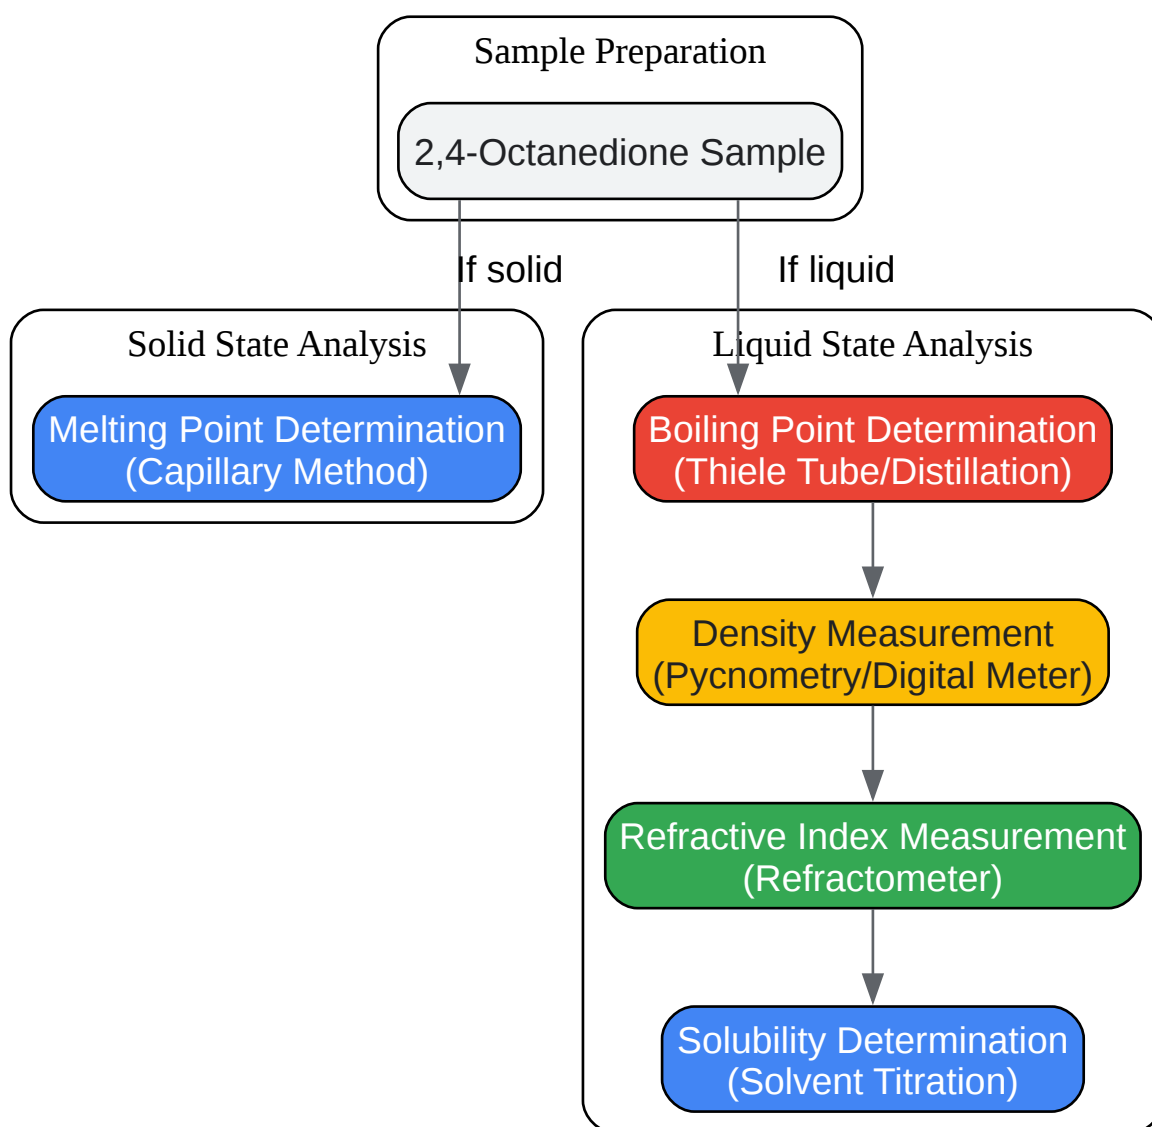 Sample Preparation
2,4-Octanedione Sample
If solid
If liquid
Solid State Analysis
Melting Point Determination
(Capillary Method)
Liquid State Analysis
Boiling Point Determination
(Thiele Tube/Distillation)
Density Measurement
(Pycnometry/Digital Meter)
Refractive Index Measurement
(Refractometer)
Solubility Determination
(Solvent Titration)